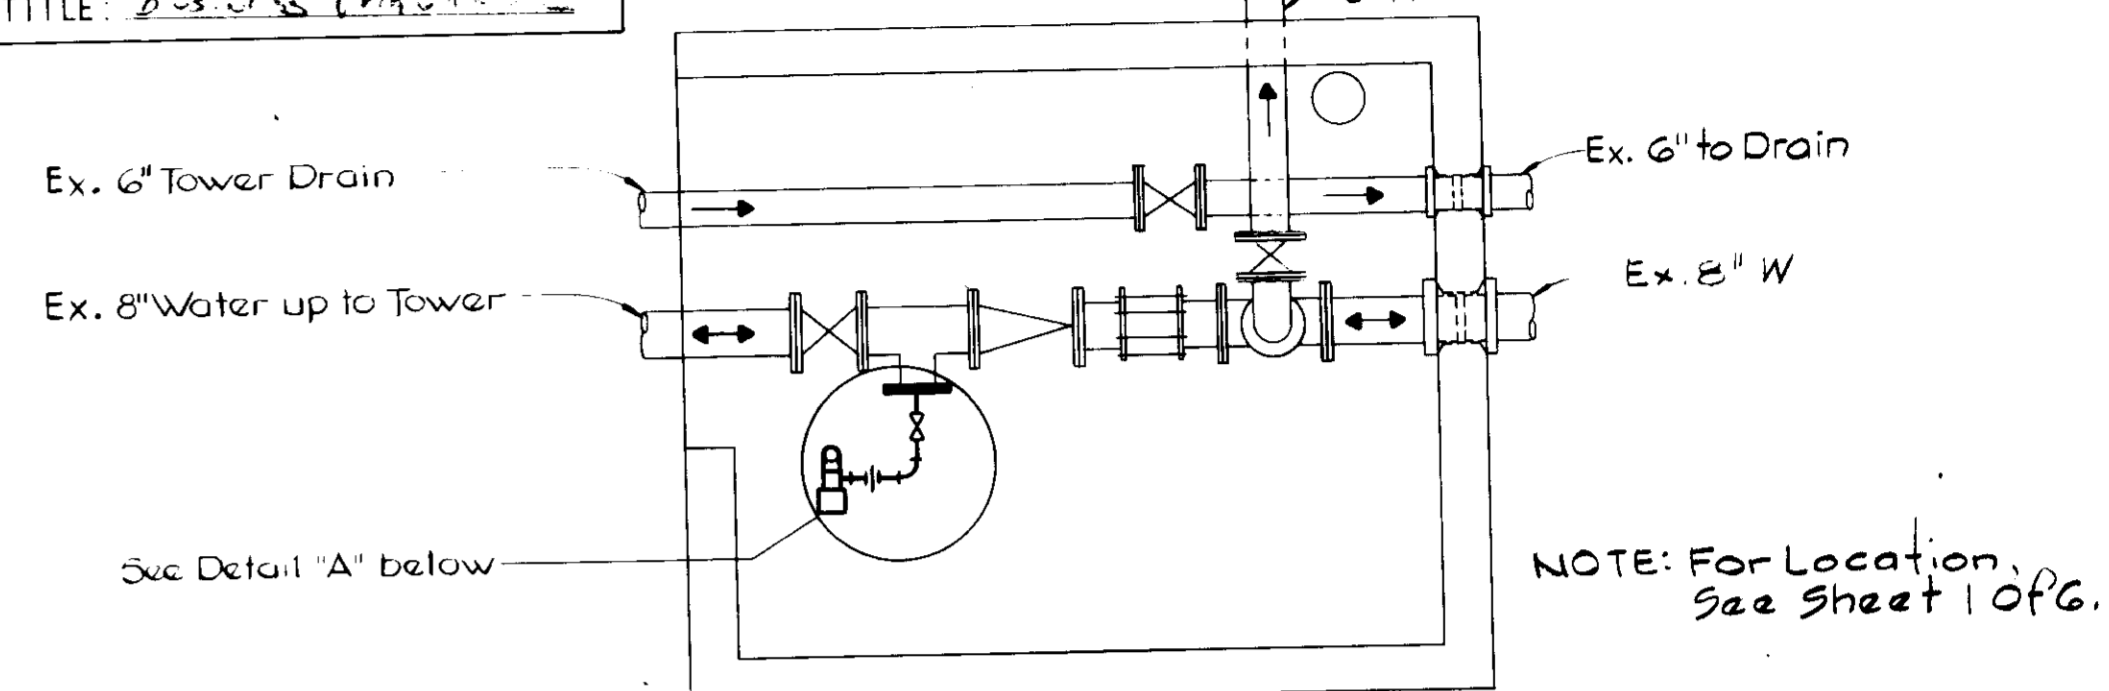 TITLE:
Ex. 6" Tower Drain
Ex. 6" to Drain
Ex. 8" Water up to Tower
Ex. 8" W
See Detail "A" below
NOTE: For Location,
See Sheet 1 Of 6.